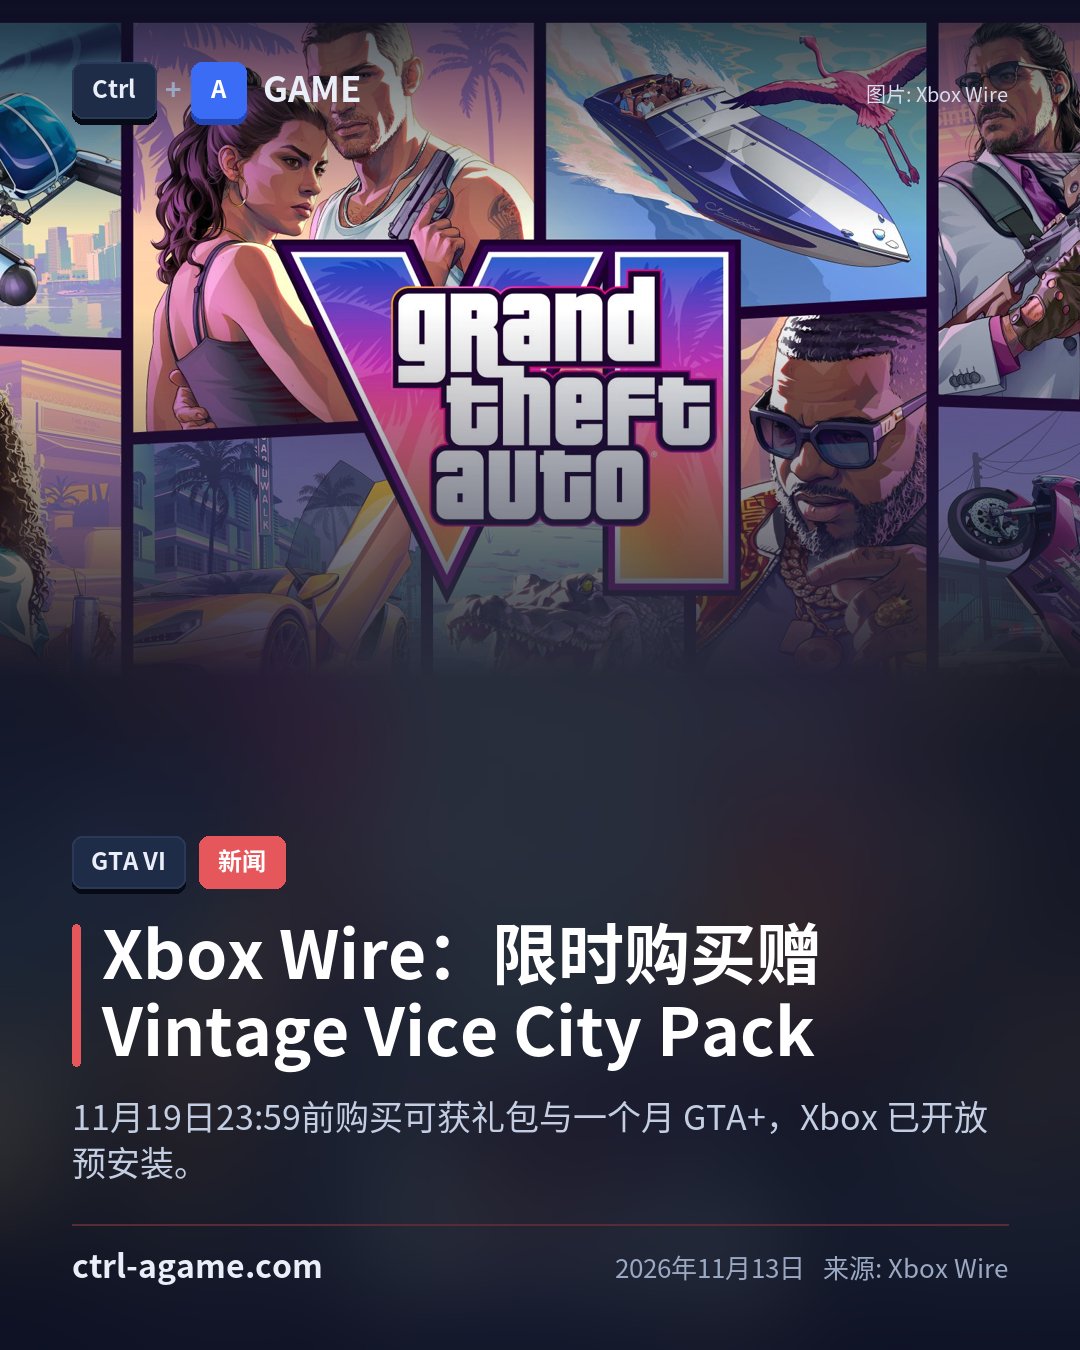 Ctrl + A GAME
图片: Xbox Wire
grand
theft
auto
VI
GTA VI
新闻
Xbox Wire：限时购买赠
Vintage Vice City Pack
11月19日23:59前购买可获礼包与一个月 GTA+，Xbox 已开放
预安装。
ctrl-agame.com
2026年11月13日 来源: Xbox Wire